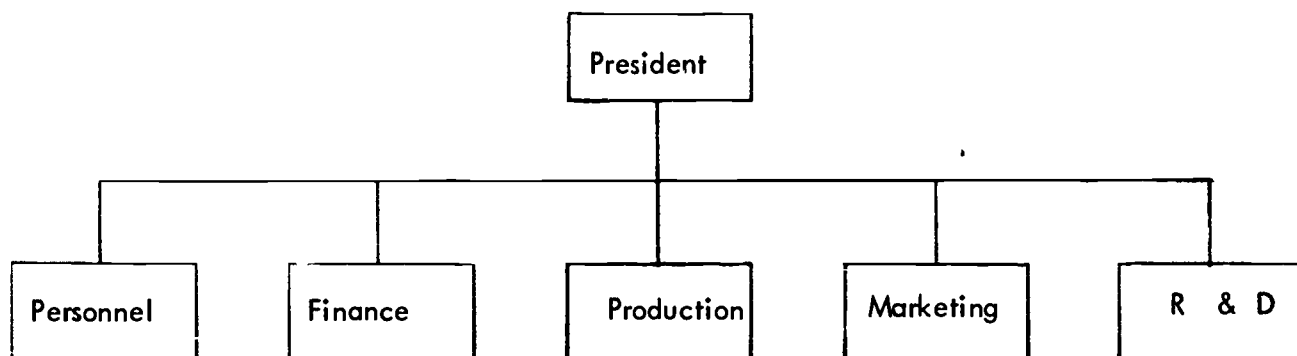 President
Personnel
Finance
Production
Marketing
R & D